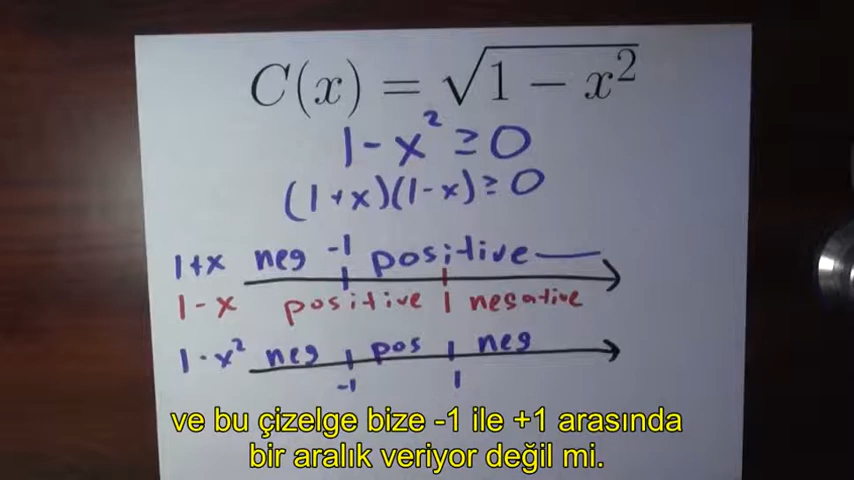 C(x) = √(1 − x²)
1 - x² ≥ 0
(1+x)(1-x) ≥ 0
1+x neg -1 positive
1-x positive 1 negative
1-x² neg pos neg
-1 1
ve bu çizelge bize -1 ile +1 arasında
bir aralık veriyor değil mi.